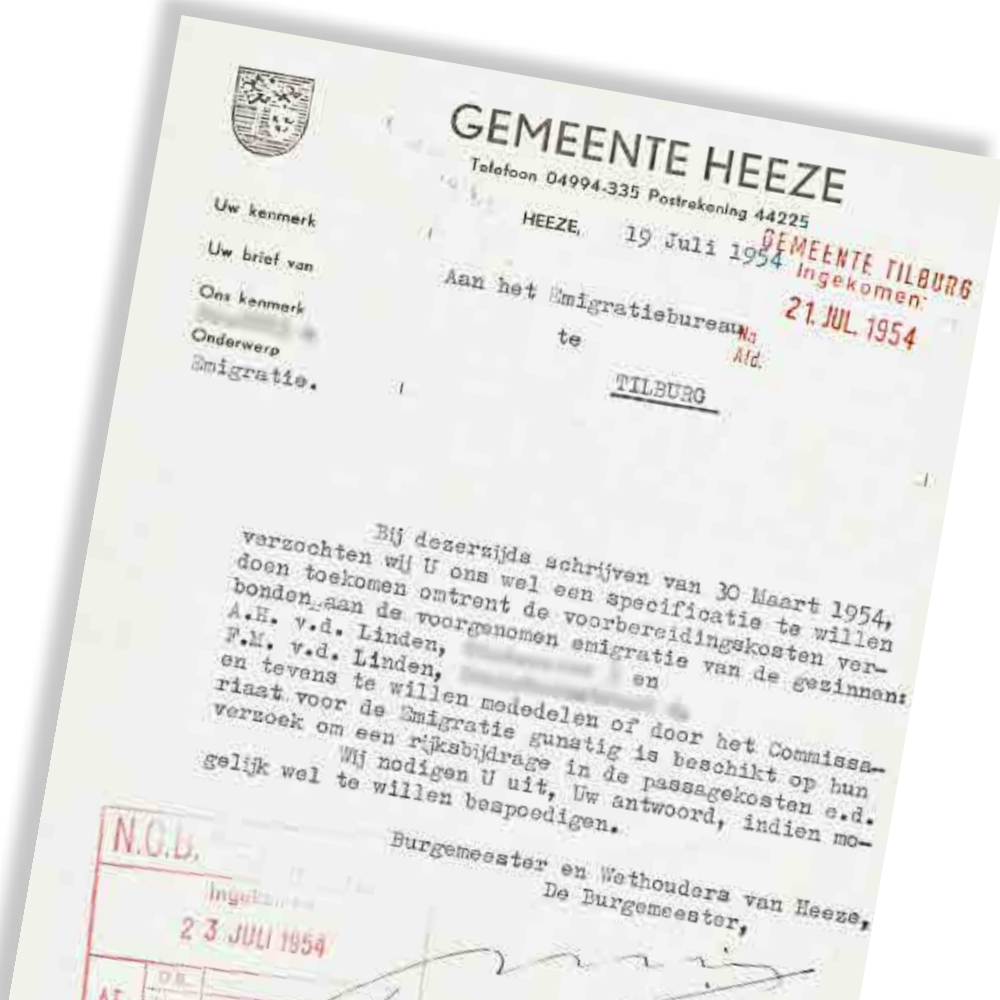 GEMEENTE HEEZE
Telefoon 04994-335 Postrekening 44225
HEEZE, 19 Juli 1954
GEMEENTE TILBURG
Ingekomen:
21. JUL. 1954
No
Afd.
Uw kenmerk
Uw brief van
Ons kenmerk
Onderwerp
Emigratie.
Aan het Emigratiebureau
te
TILBURG
Bij dezerzijds schrijven van 30 Maart 1954,
verzochten wij U ons wel een specificatie te willen
doen toekomen omtrent de voorbereidingskosten ver-
bonden aan de voorgenomen emigratie van de gezinnen:
A.H. v.d. Linden, en
F.M. v.d. Linden,
en tevens te willen mededelen of door het Commissa-
riaat voor de Emigratie gunstig is beschikt op hun
verzoek om een rijksbijdrage in de passagekosten e.d.
Wij nodigen U uit, Uw antwoord, indien mo-
gelijk wel te willen bespoedigen.
Burgemeester en Wethouders van Heeze,
De Burgemeester,
Ingekomen
23 JULI 1954